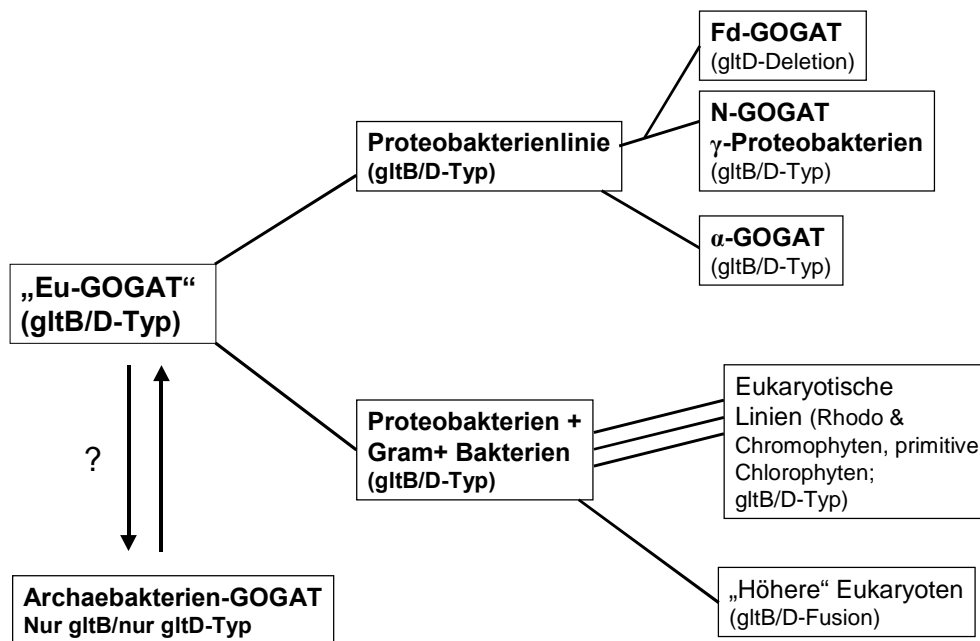 Fd-GOGAT
(gltD-Deletion)
N-GOGAT
γ-Proteobakterien
(gltB/D-Typ)
Proteobakterienlinie
(gltB/D-Typ)
α-GOGAT
(gltB/D-Typ)
„Eu-GOGAT“
(gltB/D-Typ)
?
Proteobakterien +
Gram+ Bakterien
(gltB/D-Typ)
Eukaryotische
Linien (Rhodo &
Chromophyten, primitive
Chlorophyten;
gltB/D-Typ)
Archaebakterien-GOGAT
Nur gltB/nur gltD-Typ
„Höhere“ Eukaryoten
(gltB/D-Fusion)